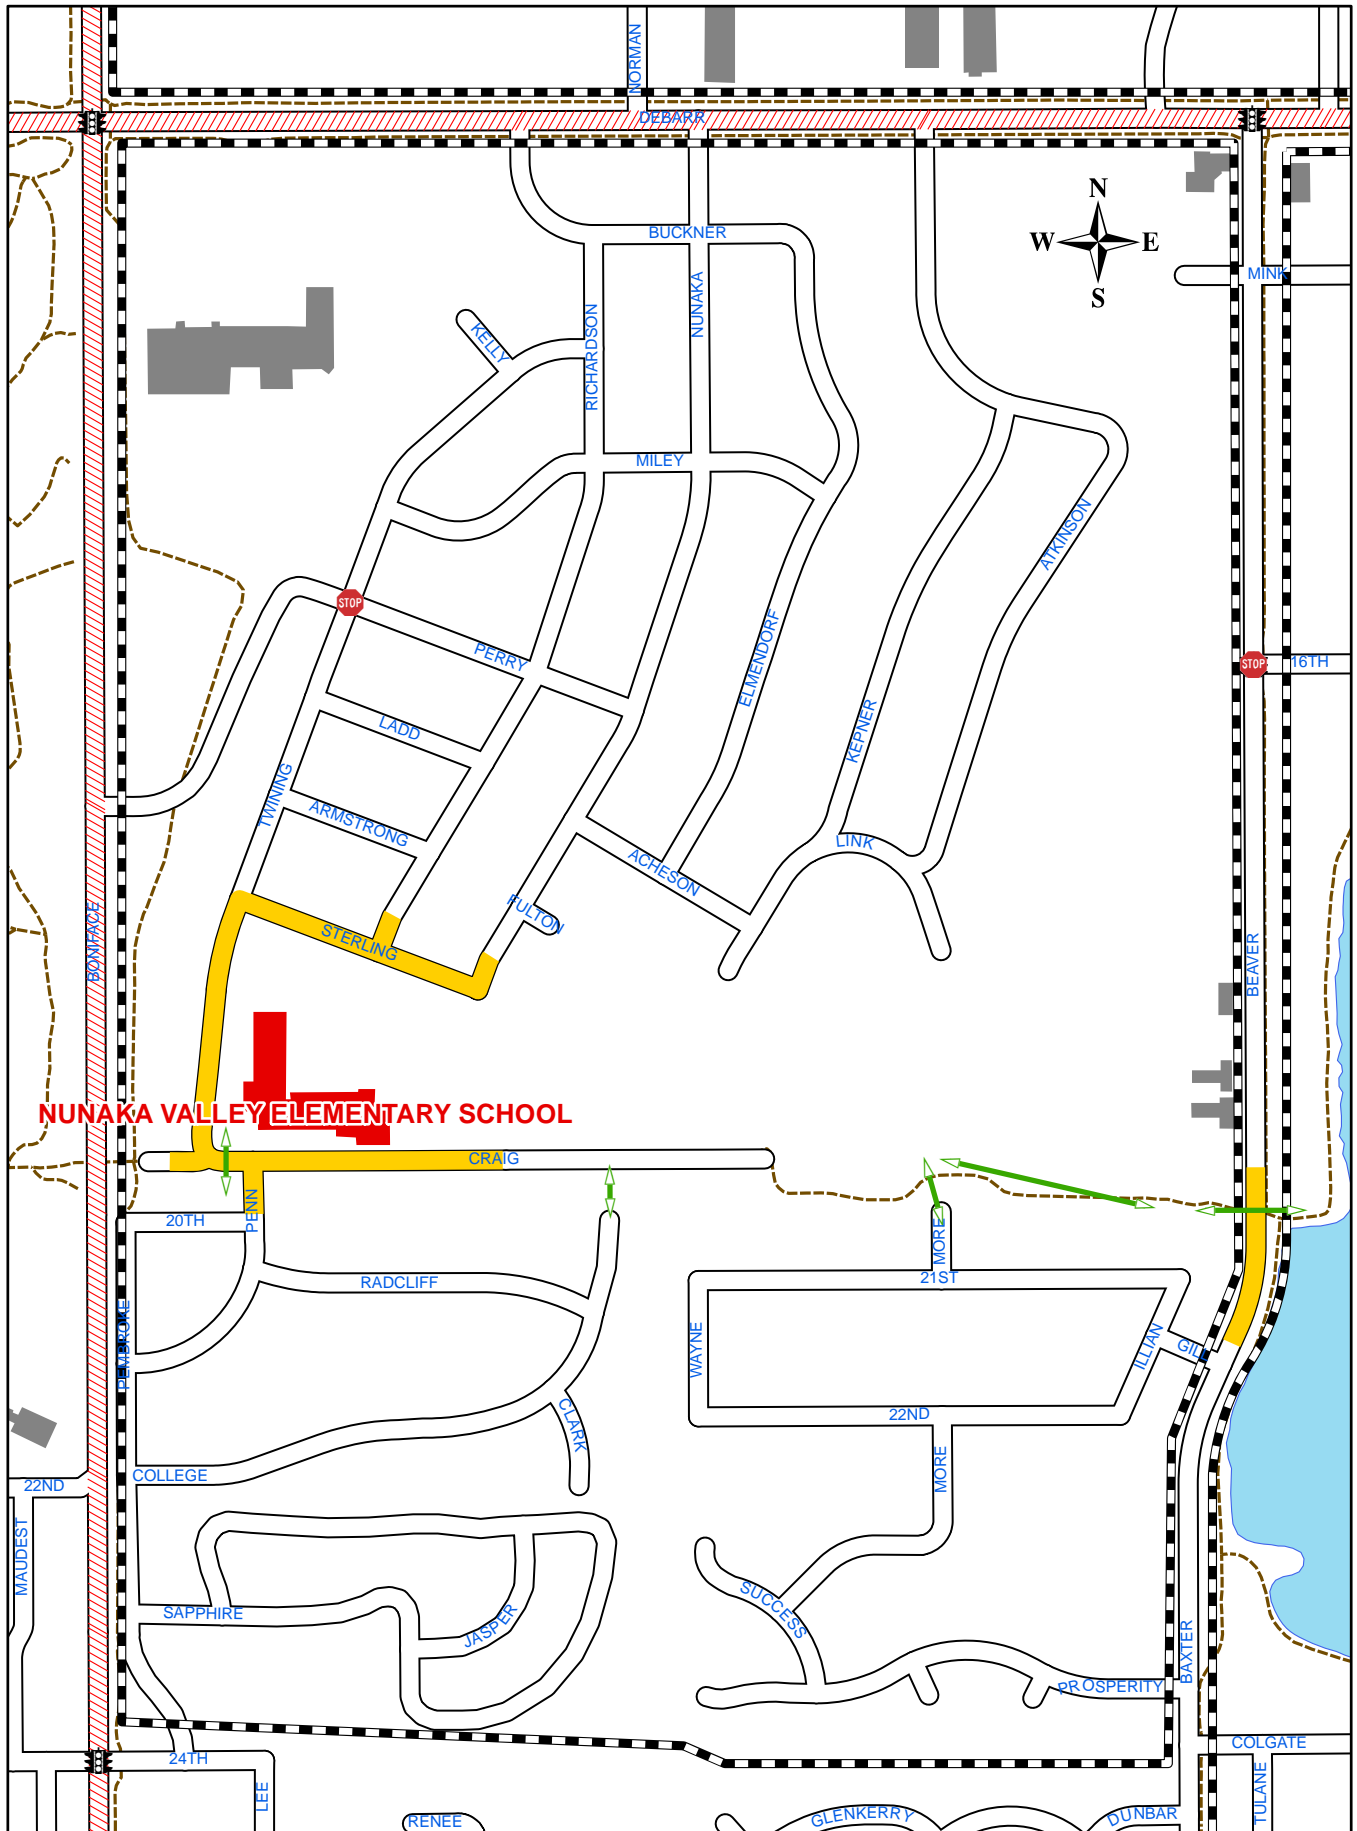 NORMAN
DEBARR
N
W E
S
BUCKNER
MINK
NUNAKA
RICHARDSON
KELLY
MILEY
ATKINSON
STOP
PERRY
ELMENDORF
STOP
16TH
LADD
KEPNER
TWINING
ARMSTRONG
LINK
ACHESON
FULTON
STERLING
BONIFACE
BEAVER
NUNAKA VALLEY ELEMENTARY SCHOOL
CRAIG
PENN
20TH
MORE
21ST
RADCLIFF
PEMBROKE
WAYNE
ILLIAN
GILL
22ND
CLARK
COLLEGE
22ND
MORE
MAUDEST
SAPPHIRE
JASPER
SUCCESS
BAXTER
PROSPERITY
24TH
COLGATE
LEE
TULANE
RENEE
GLENKERRY
DUNBAR